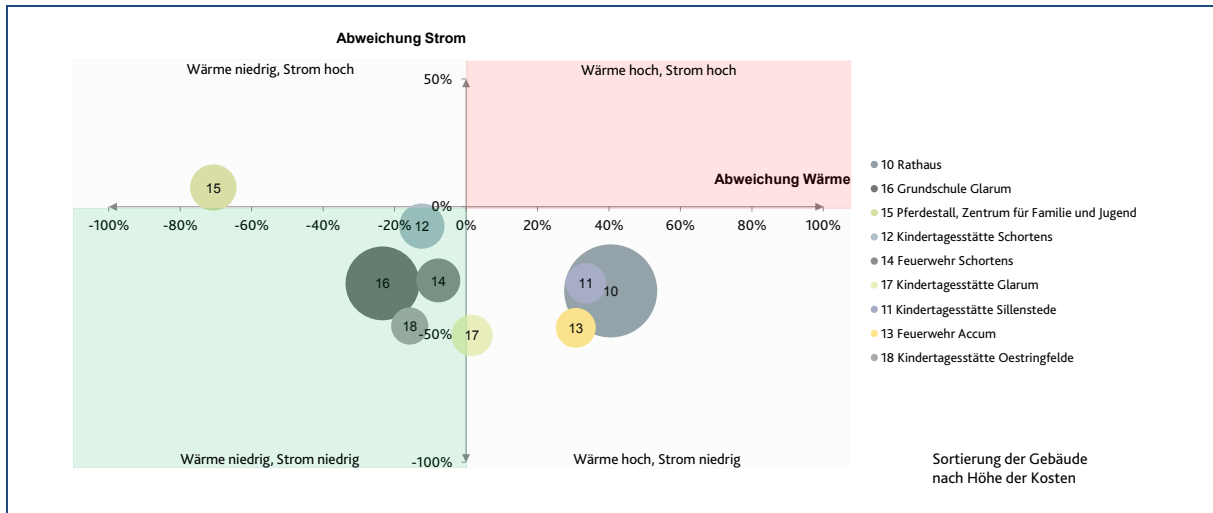 Abweichung Strom
Wärme niedrig, Strom hoch
Wärme hoch, Strom hoch
50%
10 Rathaus
16 Grundschule Glarum
Abweichung Wärme
15 Pferdestall, Zentrum für Familie und Jugend
15
0%
-100% -80% -60% -40% -20% 0% 20% 40% 60% 80% 100%
12
12 Kindertagesstätte Schortens
14 Feuerwehr Schortens
16
14
11
10
17 Kindertagesstätte Glarum
11 Kindertagesstätte Sillenstede
18
17
13
-50%
13 Feuerwehr Accum
18 Kindertagesstätte Oestringfelde
Wärme niedrig, Strom niedrig
-100%
Wärme hoch, Strom niedrig
Sortierung der Gebäude
nach Höhe der Kosten